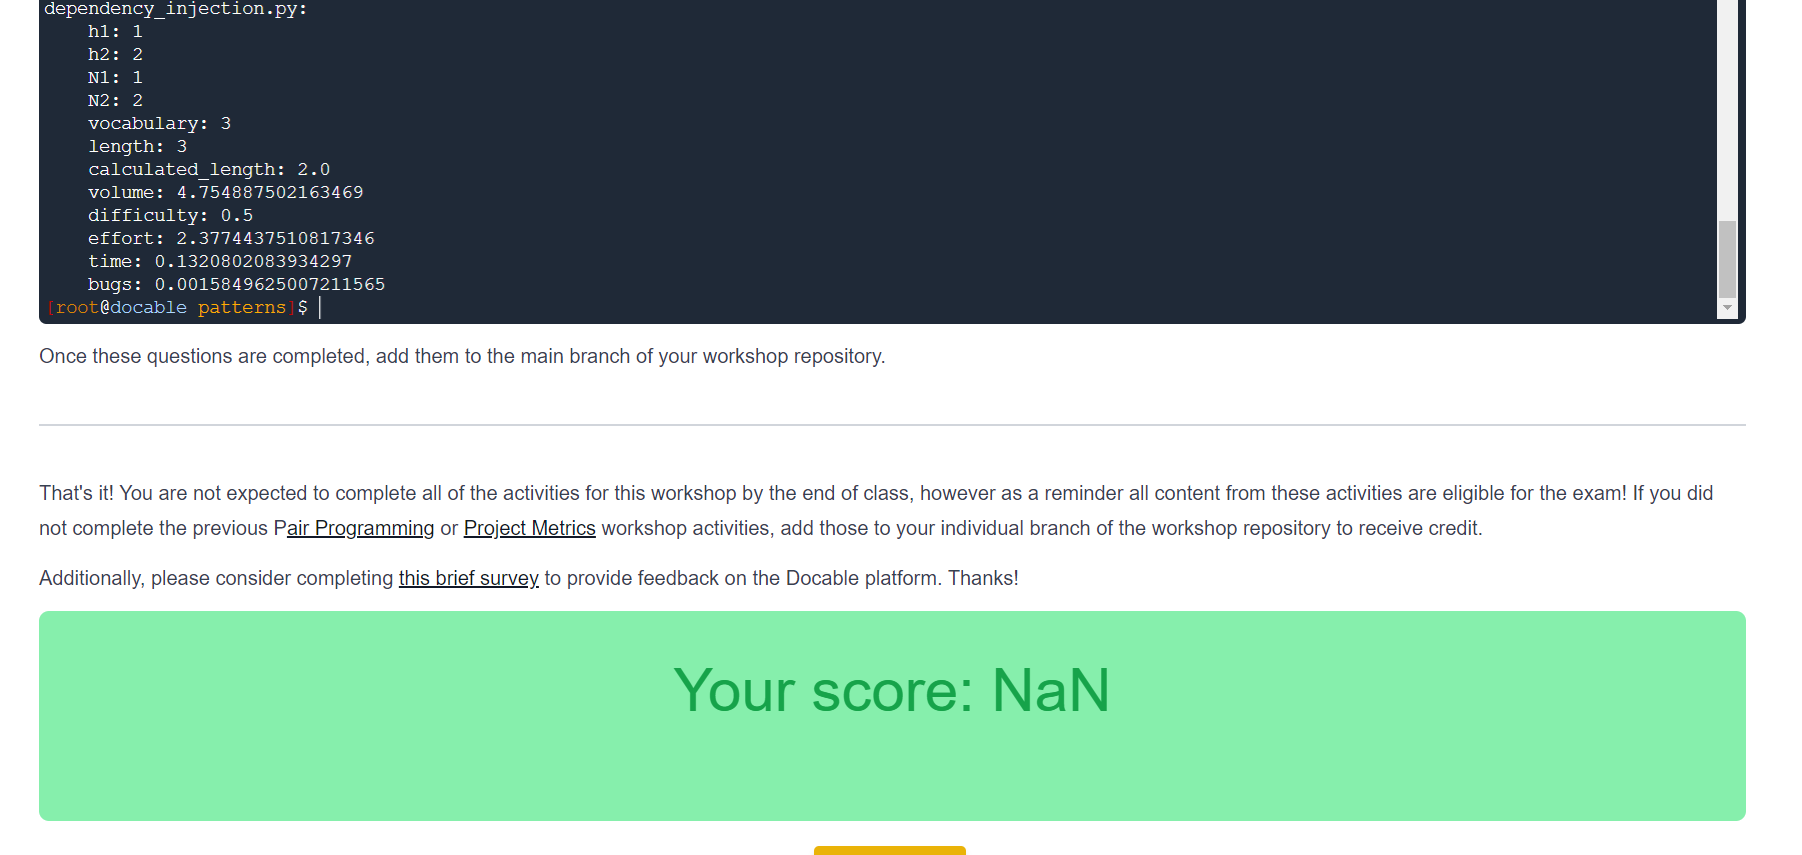 dependency_injection.py:
    h1: 1
    h2: 2
    N1: 1
    N2: 2
    vocabulary: 3
    length: 3
    calculated_length: 2.0
    volume: 4.754887502163469
    difficulty: 0.5
    effort: 2.3774437510817346
    time: 0.1320802083934297
    bugs: 0.0015849625007211565
[root@docable patterns]$
Once these questions are completed, add them to the main branch of your workshop repository.
That's it! You are not expected to complete all of the activities for this workshop by the end of class, however as a reminder all content from these activities are eligible for the exam! If you did
not complete the previous Pair Programming or Project Metrics workshop activities, add those to your individual branch of the workshop repository to receive credit.
Additionally, please consider completing this brief survey to provide feedback on the Docable platform. Thanks!
Your score: NaN